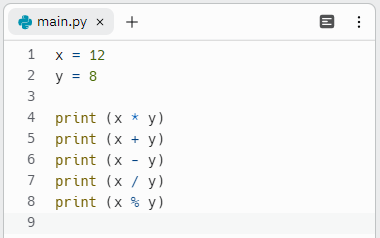 main.py × +
1 x = 12
2 y = 8
3
4 print (x * y)
5 print (x + y)
6 print (x - y)
7 print (x / y)
8 print (x % y)
9